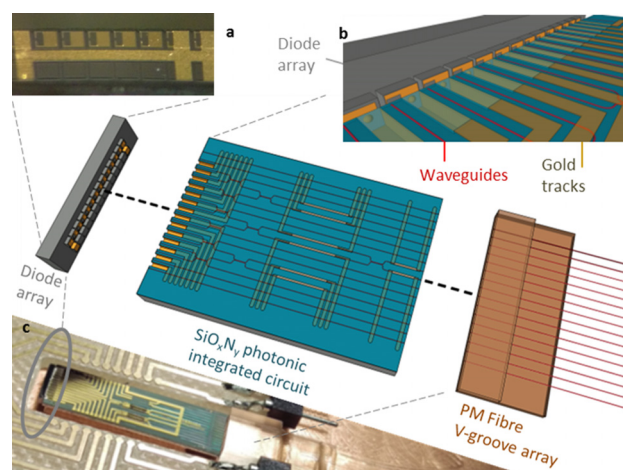 a
b
Diode
array
Waveguides
Gold
tracks
Diode
array
c
SiOxNy photonic
integrated circuit
PM Fibre
V-groove array